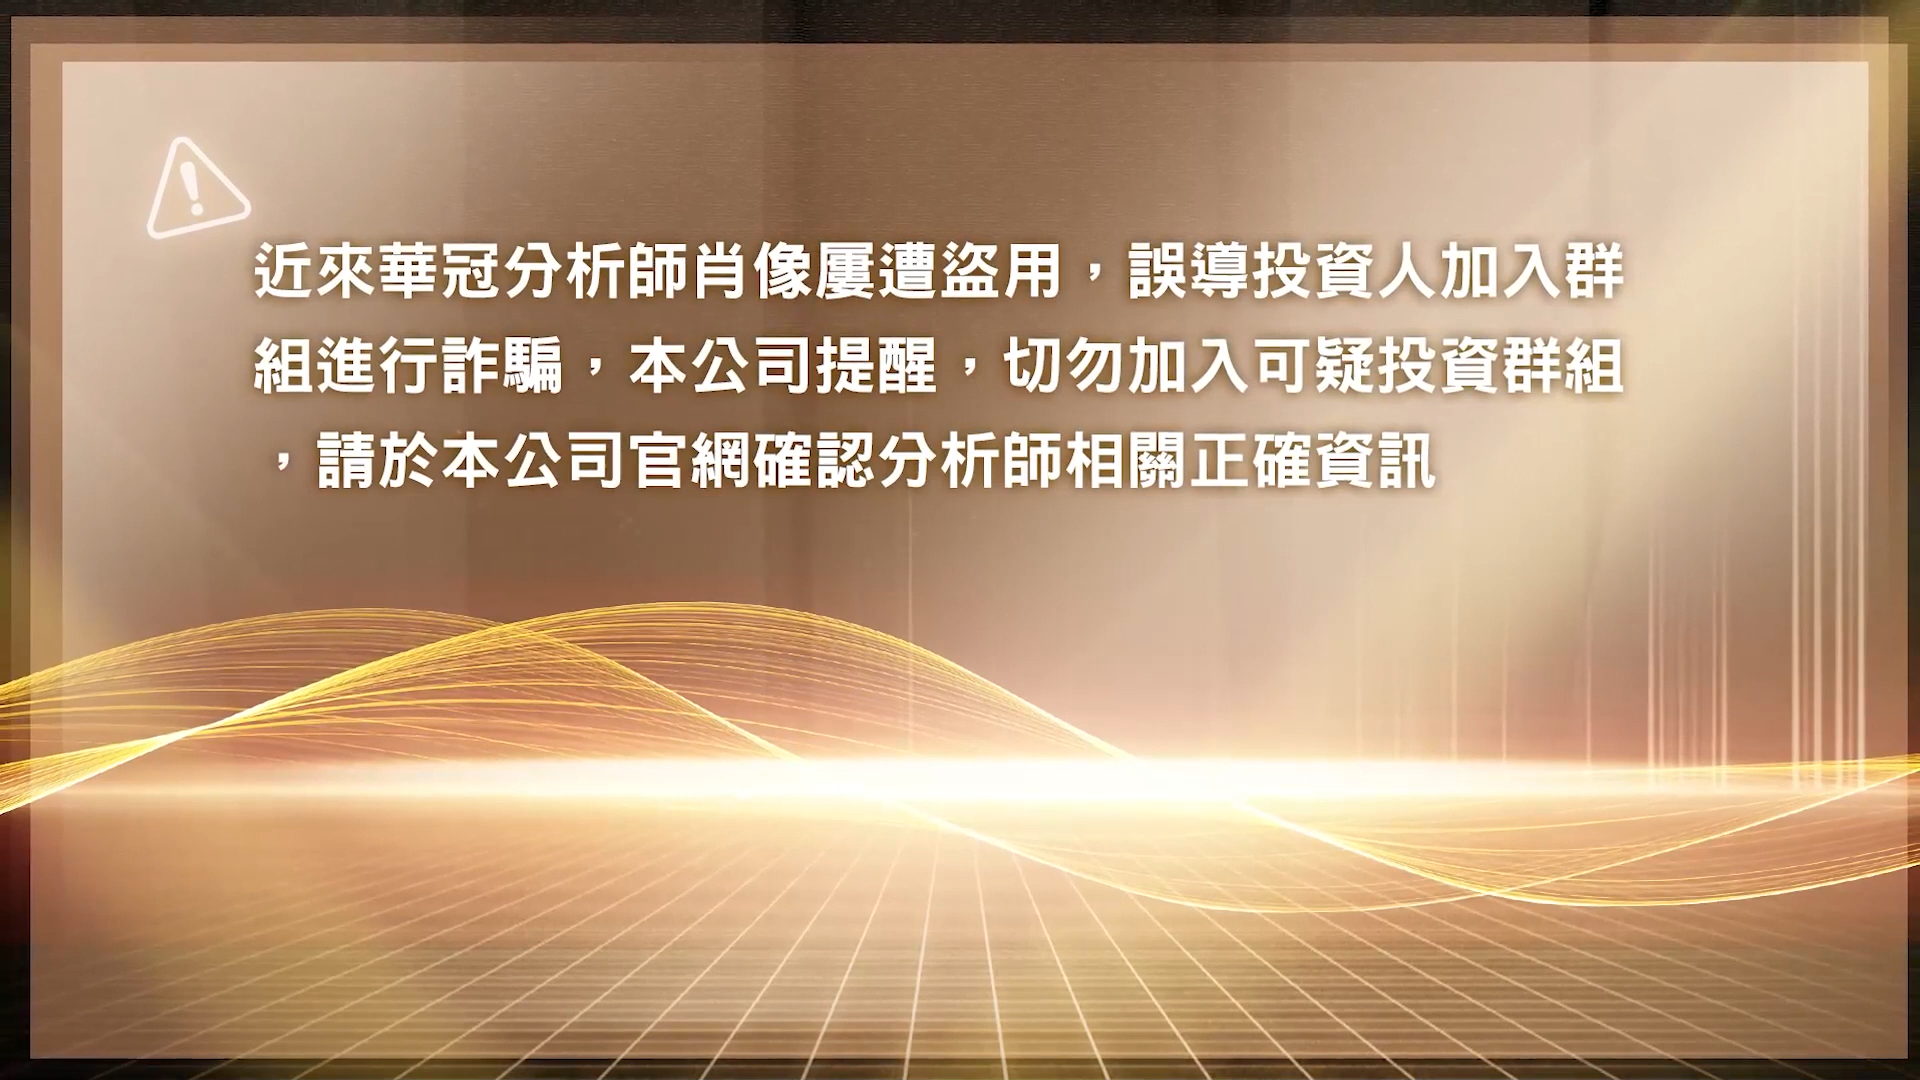 近來華冠分析師肖像屢遭盜用，誤導投資人加入群
組進行詐騙，本公司提醒，切勿加入可疑投資群組
，請於本公司官網確認分析師相關正確資訊